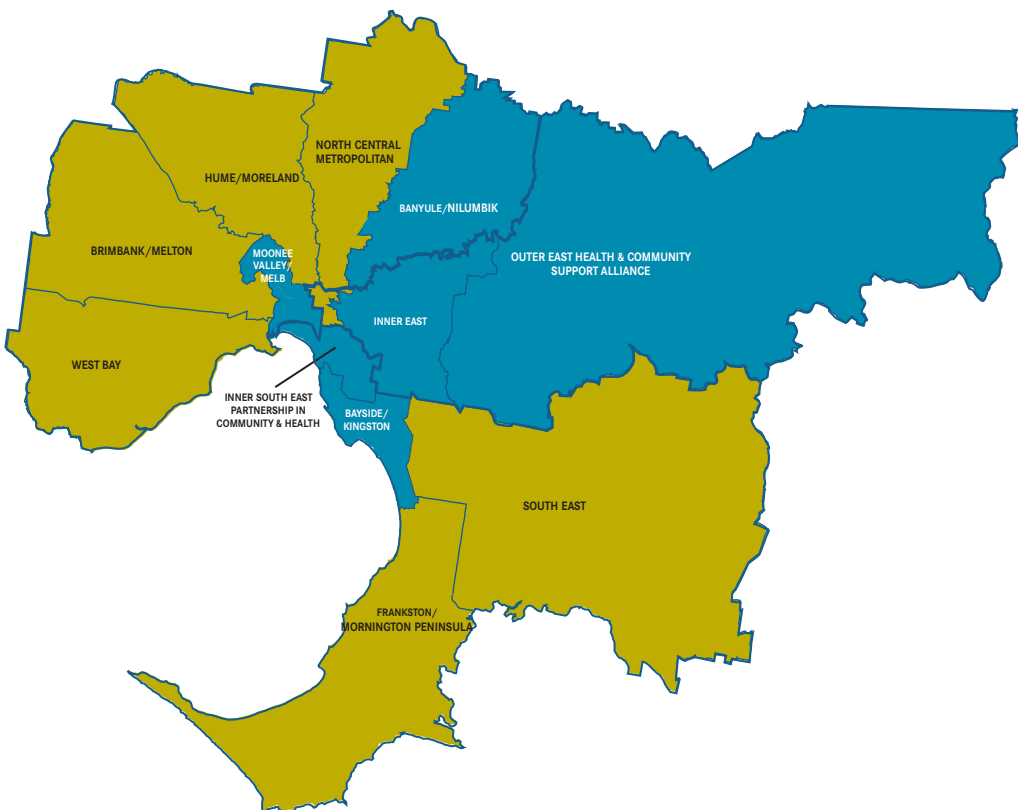 NORTH CENTRAL
METROPOLITAN
HUME/MORELAND
BANYULE/NILUMBIK
BRIMBANK/MELTON
MOONEE
VALLEY/
MELB
OUTER EAST HEALTH & COMMUNITY
SUPPORT ALLIANCE
INNER EAST
WEST BAY
INNER SOUTH EAST
PARTNERSHIP IN
COMMUNITY & HEALTH
BAYSIDE/
KINGSTON
SOUTH EAST
FRANKSTON/
MORNINGTON PENINSULA